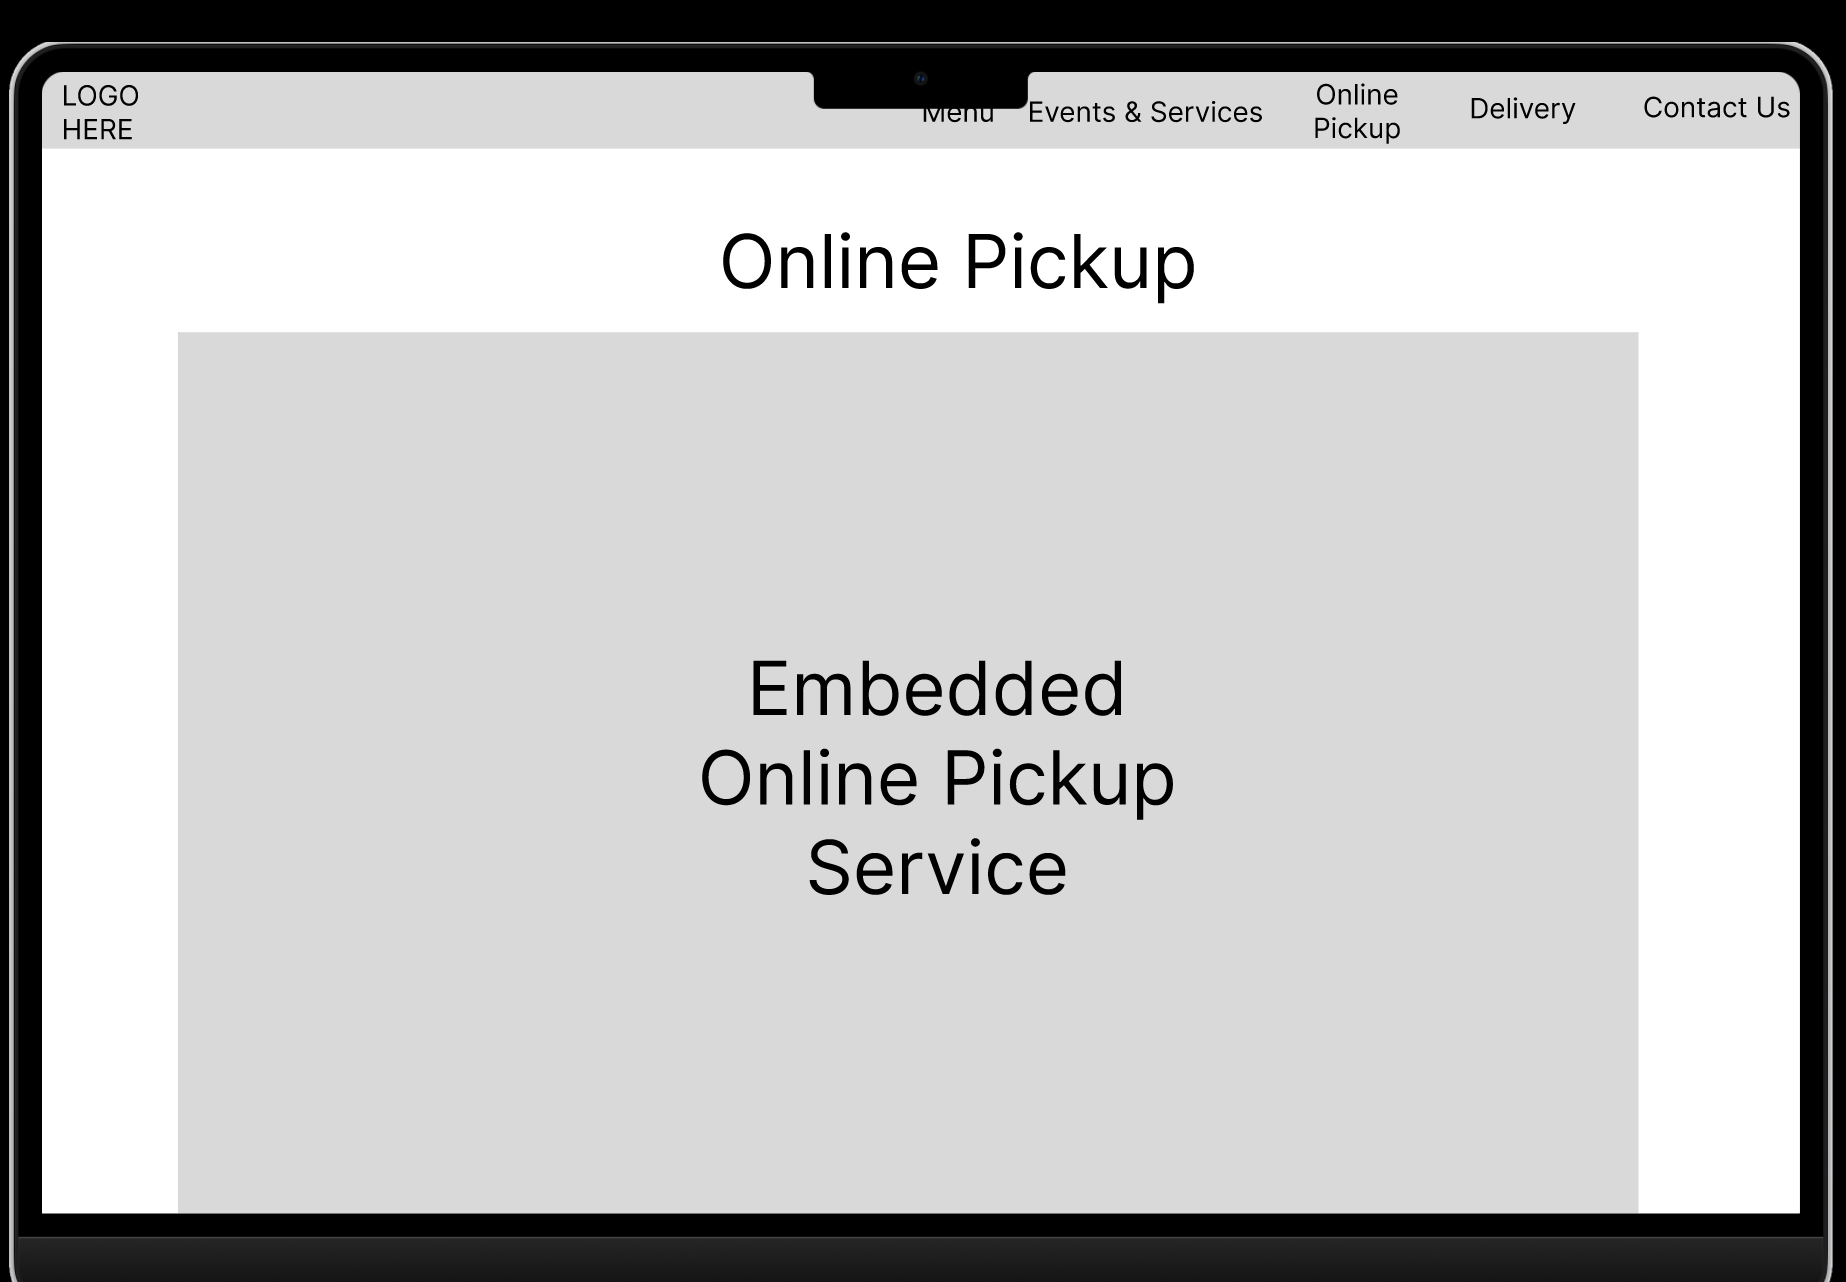 LOGO
HERE
Menu
Events & Services
Online
Pickup
Delivery
Contact Us
Online Pickup
Embedded
Online Pickup
Service